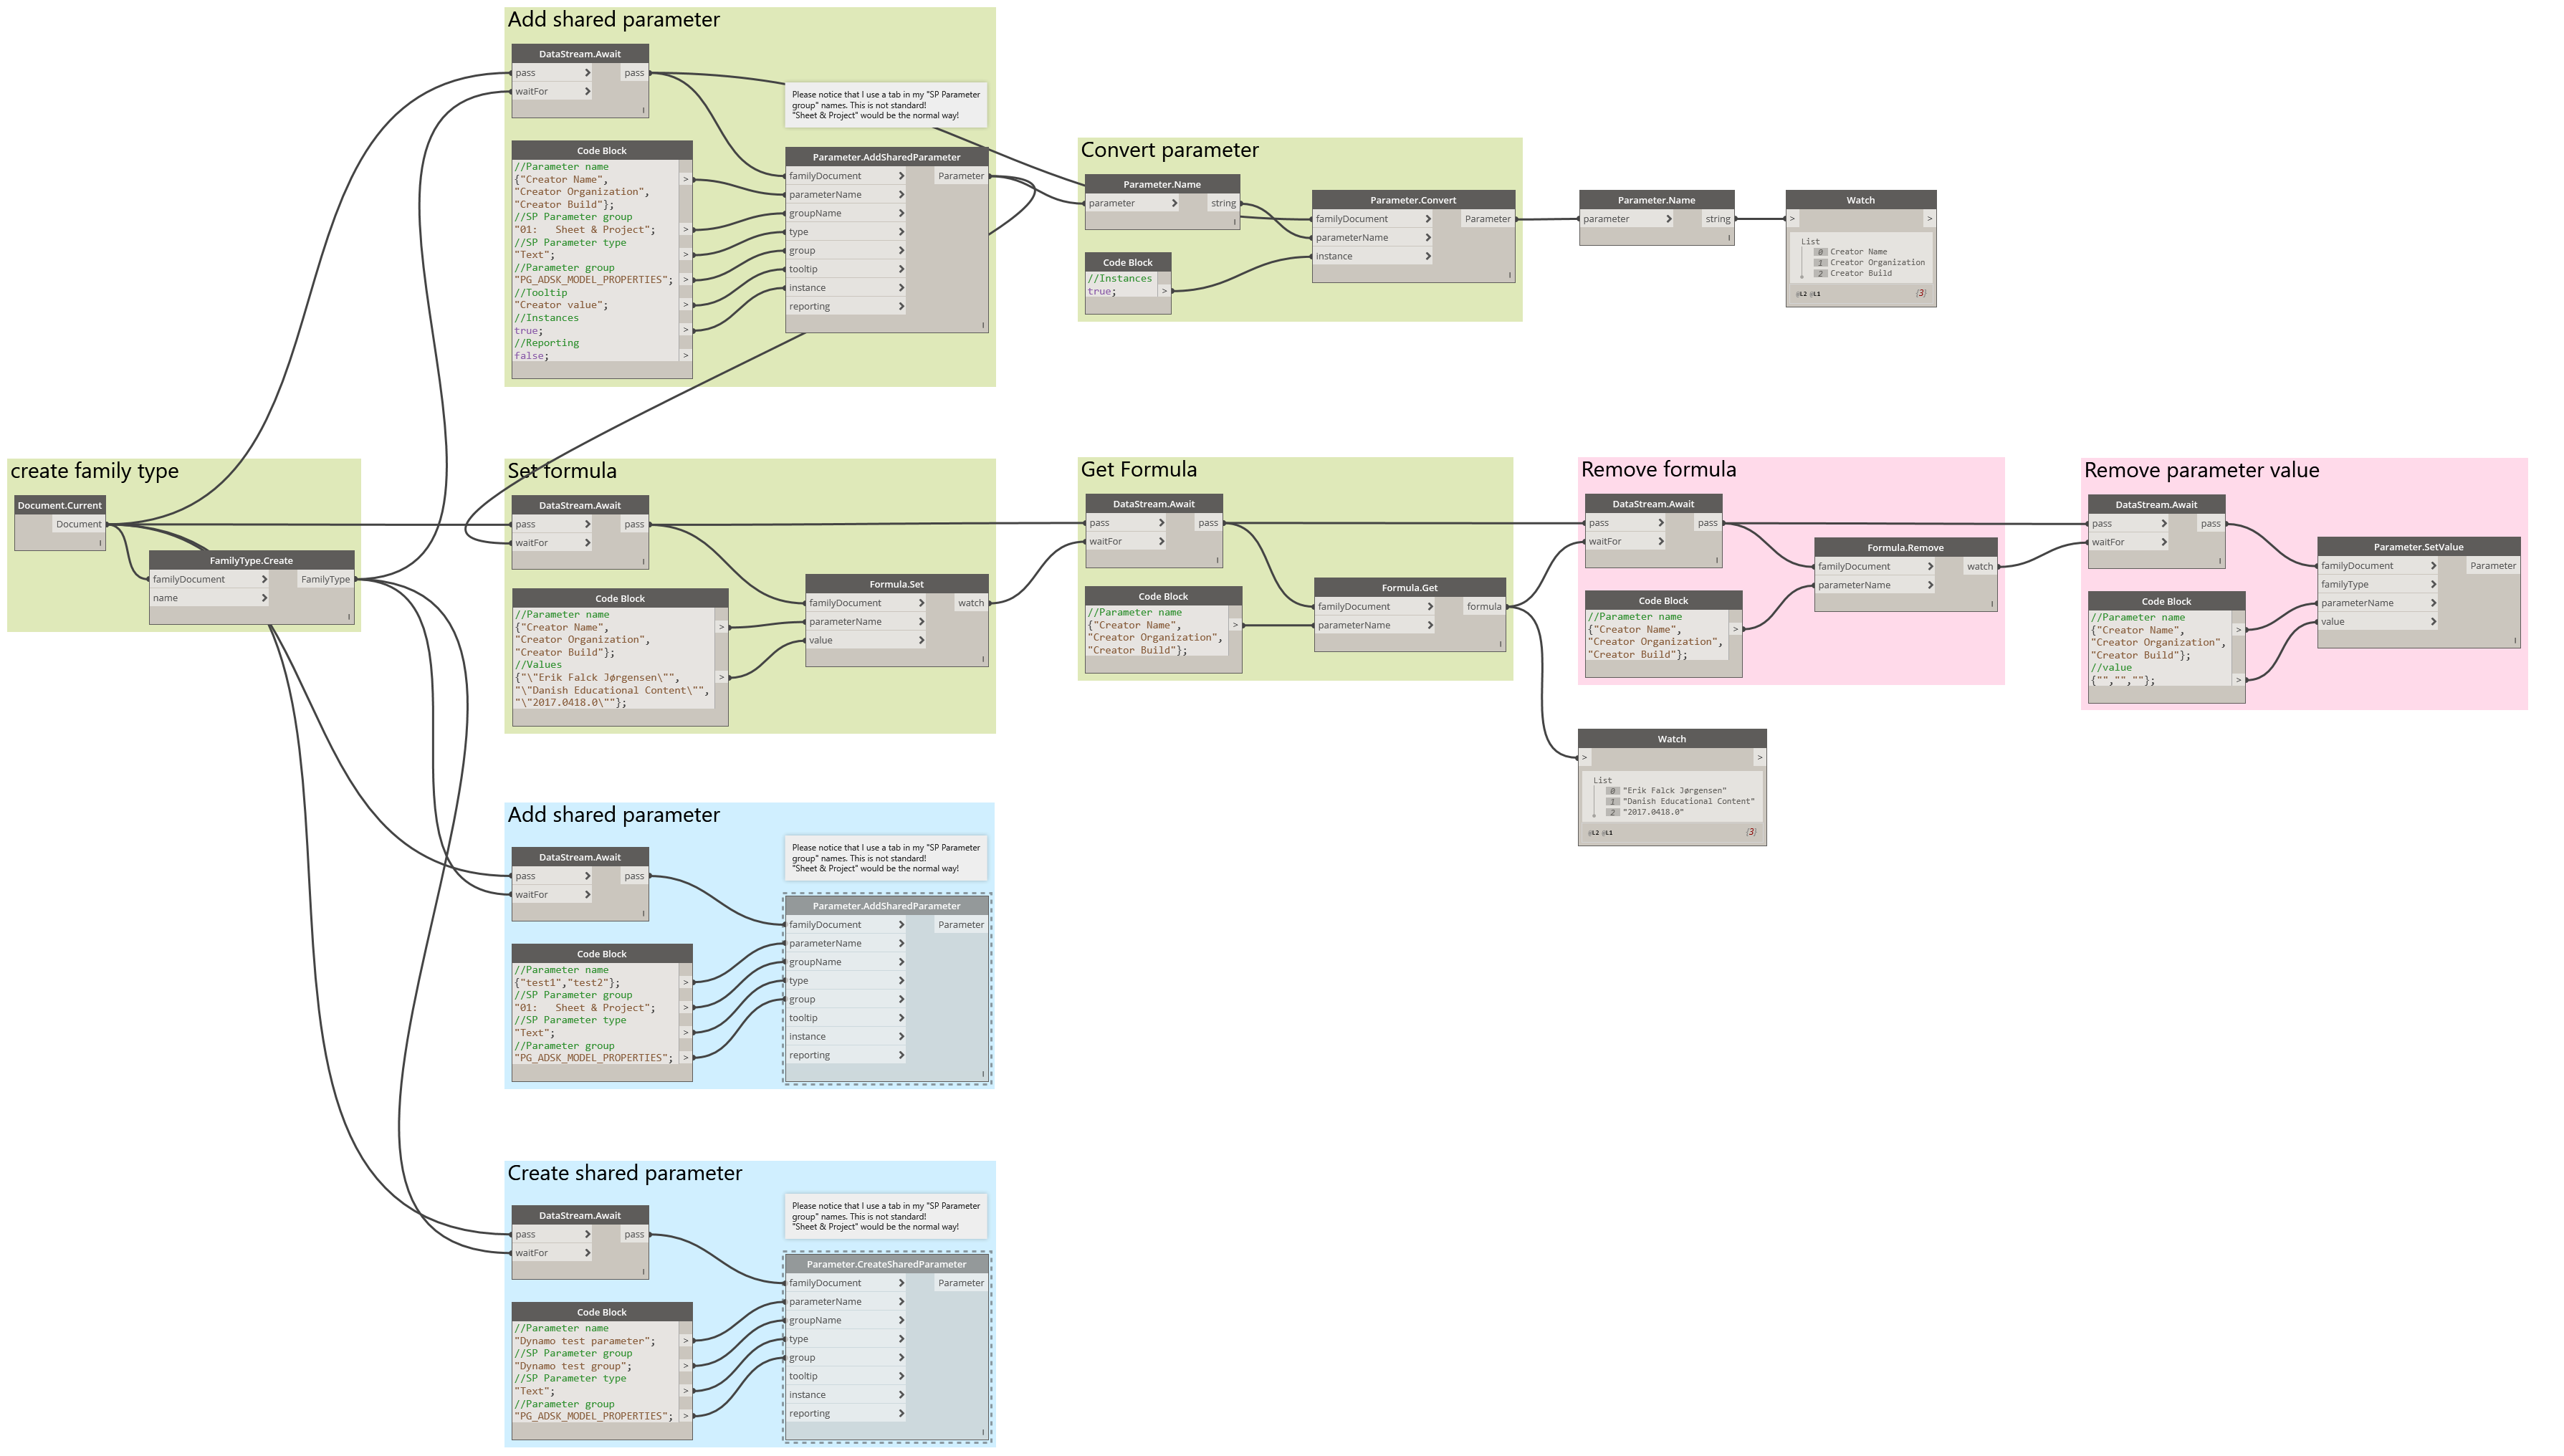 Add shared parameter
DataStream.Await
pass > pass
waitFor >
Please notice that I use a tab in my "SP Parameter
group" names. This is not standard!
"Sheet & Project" would be the normal way!
Code Block
//Parameter name
{"Creator Name", >
"Creator Organization",
"Creator Build"};
//SP Parameter group
"01:   Sheet & Project"; >
//SP Parameter type
"Text"; >
//Parameter group
"PG_ADSK_MODEL_PROPERTIES"; >
//Tooltip
"Creator value"; >
//Instances
true; >
//Reporting
false; >
Parameter.AddSharedParameter
familyDocument > Parameter
parameterName >
groupName >
type >
group >
tooltip >
instance >
reporting >
Convert parameter
Parameter.Name
parameter > string
Code Block
//Instances
true; >
Parameter.Convert
familyDocument > Parameter
parameterName >
instance >
Parameter.Name
parameter > string
Watch
> >
List
0 Creator Name
1 Creator Organization
2 Creator Build
@L2 @L1 {3}
create family type
Document.Current
Document
FamilyType.Create
familyDocument > FamilyType
name >
Set formula
DataStream.Await
pass > pass
waitFor >
Code Block
//Parameter name
{"Creator Name", >
"Creator Organization",
"Creator Build"};
//Values
{"\"Erik Falck Jørgensen\"", >
"\"Danish Educational Content\"",
"\"2017.0418.0\""};
Formula.Set
familyDocument > watch
parameterName >
value >
Get Formula
DataStream.Await
pass > pass
waitFor >
Code Block
//Parameter name
{"Creator Name", >
"Creator Organization",
"Creator Build"};
Formula.Get
familyDocument > formula
parameterName >
Remove formula
DataStream.Await
pass > pass
waitFor >
Code Block
//Parameter name
{"Creator Name", >
"Creator Organization",
"Creator Build"};
Formula.Remove
familyDocument > watch
parameterName >
Watch
> >
List
0 "Erik Falck Jørgensen"
1 "Danish Educational Content"
2 "2017.0418.0"
@L2 @L1 {3}
Remove parameter value
DataStream.Await
pass > pass
waitFor >
Code Block
//Parameter name
{"Creator Name", >
"Creator Organization",
"Creator Build"};
//value
{"","",""}; >
Parameter.SetValue
familyDocument > Parameter
familyType >
parameterName >
value >
Add shared parameter
DataStream.Await
pass > pass
waitFor >
Please notice that I use a tab in my "SP Parameter
group" names. This is not standard!
"Sheet & Project" would be the normal way!
Code Block
//Parameter name
{"test1","test2"}; >
//SP Parameter group
"01:   Sheet & Project"; >
//SP Parameter type
"Text"; >
//Parameter group
"PG_ADSK_MODEL_PROPERTIES"; >
Parameter.AddSharedParameter
familyDocument > Parameter
parameterName >
groupName >
type >
group >
tooltip >
instance >
reporting >
Create shared parameter
DataStream.Await
pass > pass
waitFor >
Please notice that I use a tab in my "SP Parameter
group" names. This is not standard!
"Sheet & Project" would be the normal way!
Code Block
//Parameter name
"Dynamo test parameter"; >
//SP Parameter group
"Dynamo test group"; >
//SP Parameter type
"Text"; >
//Parameter group
"PG_ADSK_MODEL_PROPERTIES"; >
Parameter.CreateSharedParameter
familyDocument > Parameter
parameterName >
groupName >
type >
group >
tooltip >
instance >
reporting >